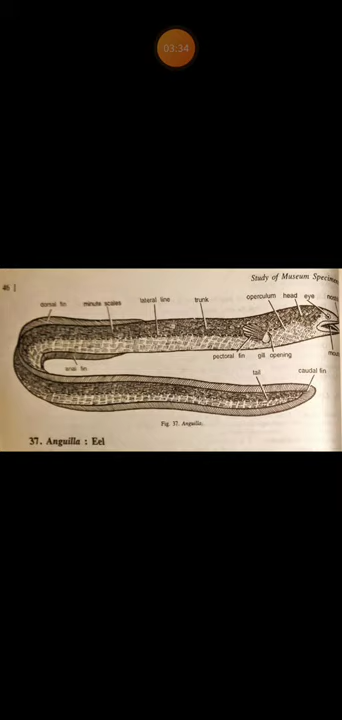 03:34
46 |
Study of Museum Specimens
dorsal fin
minute scales
lateral line
trunk
operculum
head
eye
mouth
pectoral fin
gill opening
anal fin
tail
caudal fin
Fig. 37. Anguilla.
37. Anguilla : Eel